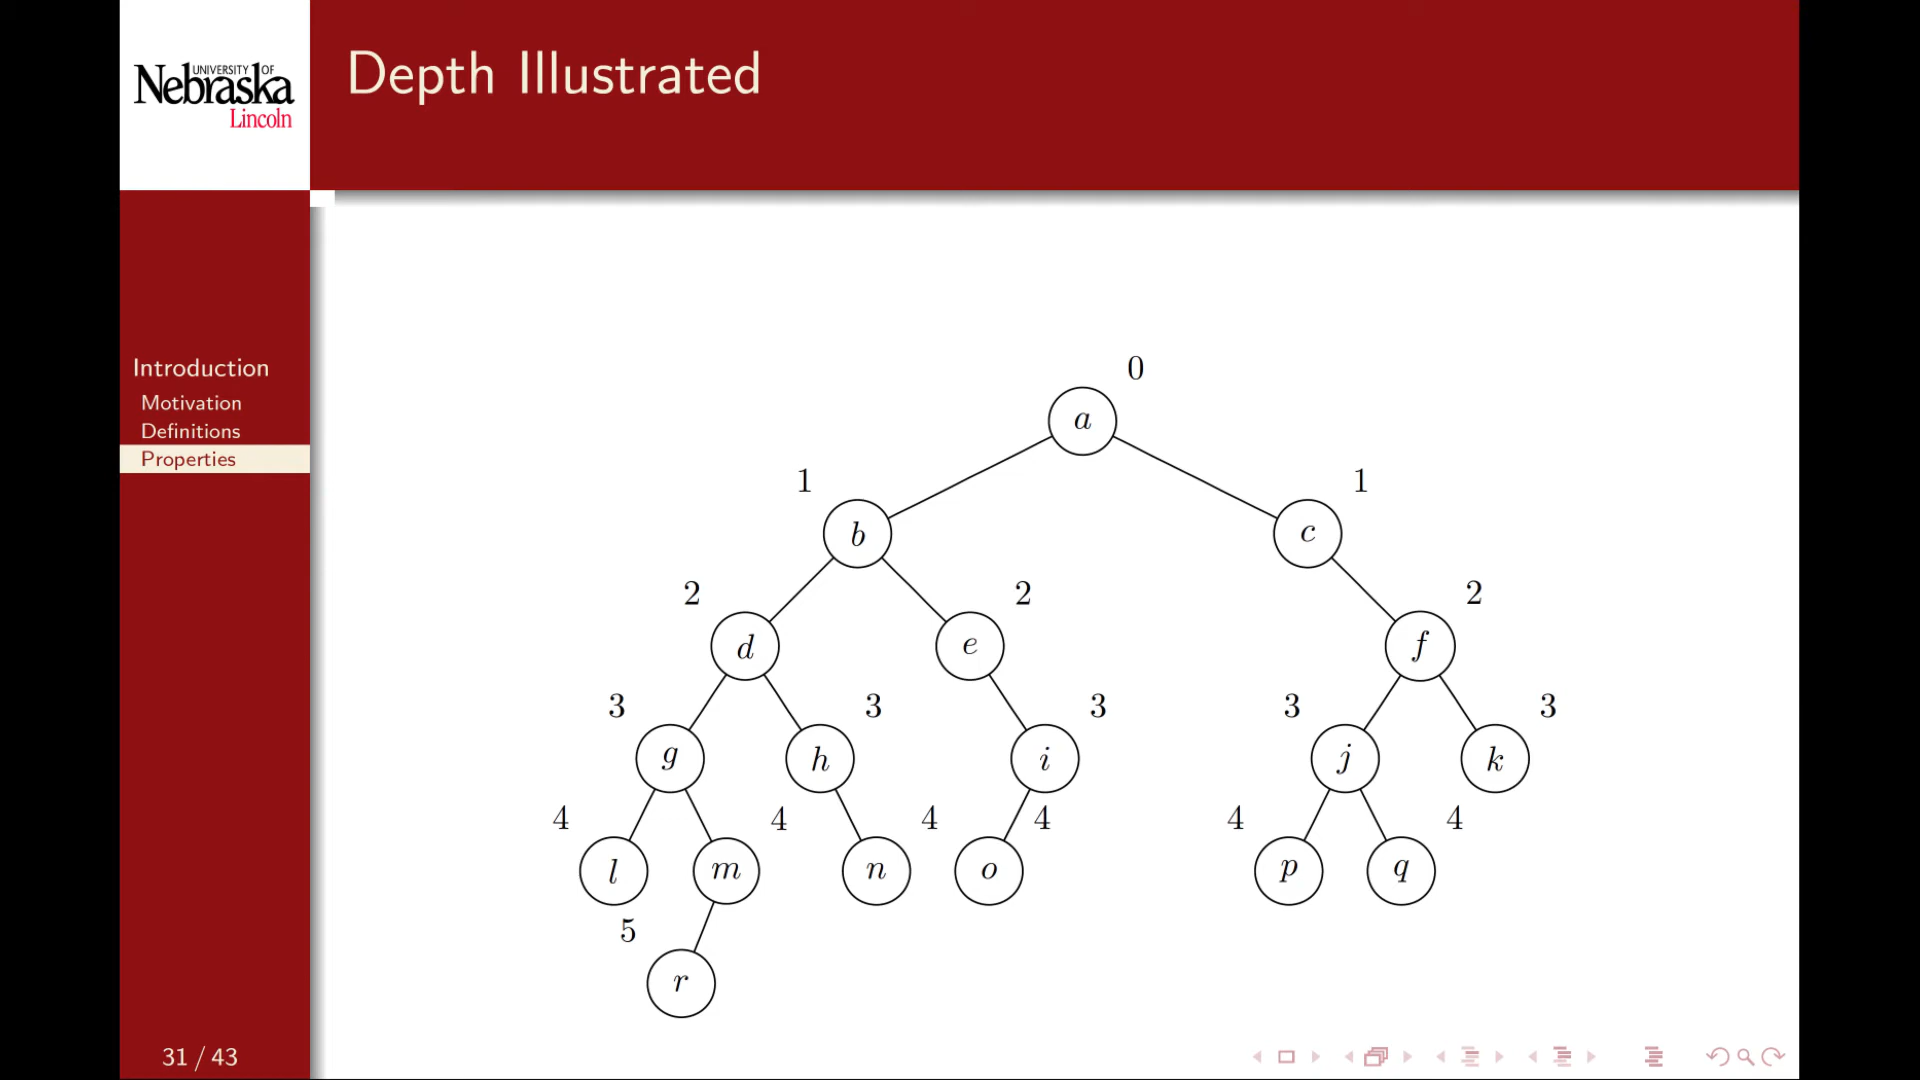 UNIVERSITY OF
Nebraska
Lincoln
Depth Illustrated
Introduction
Motivation
Definitions
Properties
0
a
1
1
b
c
2
2
2
d
e
f
3
3
3
3
3
g
h
i
j
k
4
4
4
4
4
4
l
m
n
o
p
q
5
r
31 / 43